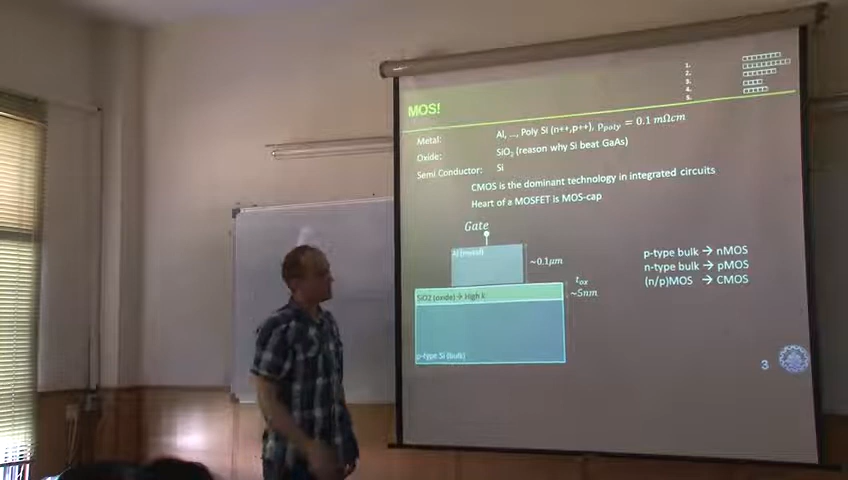 MOS!
1.
2.
3.
4.
5.
Metal: Al, ..., Poly Si (n++,p++), ρₚₒₗᵧ = 0.1 mΩcm
Oxide: SiO₂ (reason why Si beat GaAs)
Semi Conductor: Si
CMOS is the dominant technology in integrated circuits
Heart of a MOSFET is MOS-cap
Gate
Al (metal)
~0.1μm
tₒₓ
SiO2 (oxide) → High k
~5nm
p-type Si (bulk)
p-type bulk → nMOS
n-type bulk → pMOS
(n/p)MOS → CMOS
3